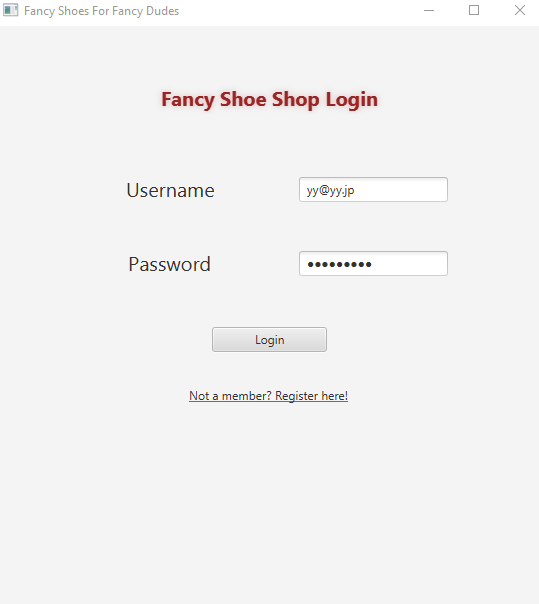 Fancy Shoes For Fancy Dudes
Fancy Shoe Shop Login
Username yy@yy.jp
Password •••••••••
Login
Not a member? Register here!